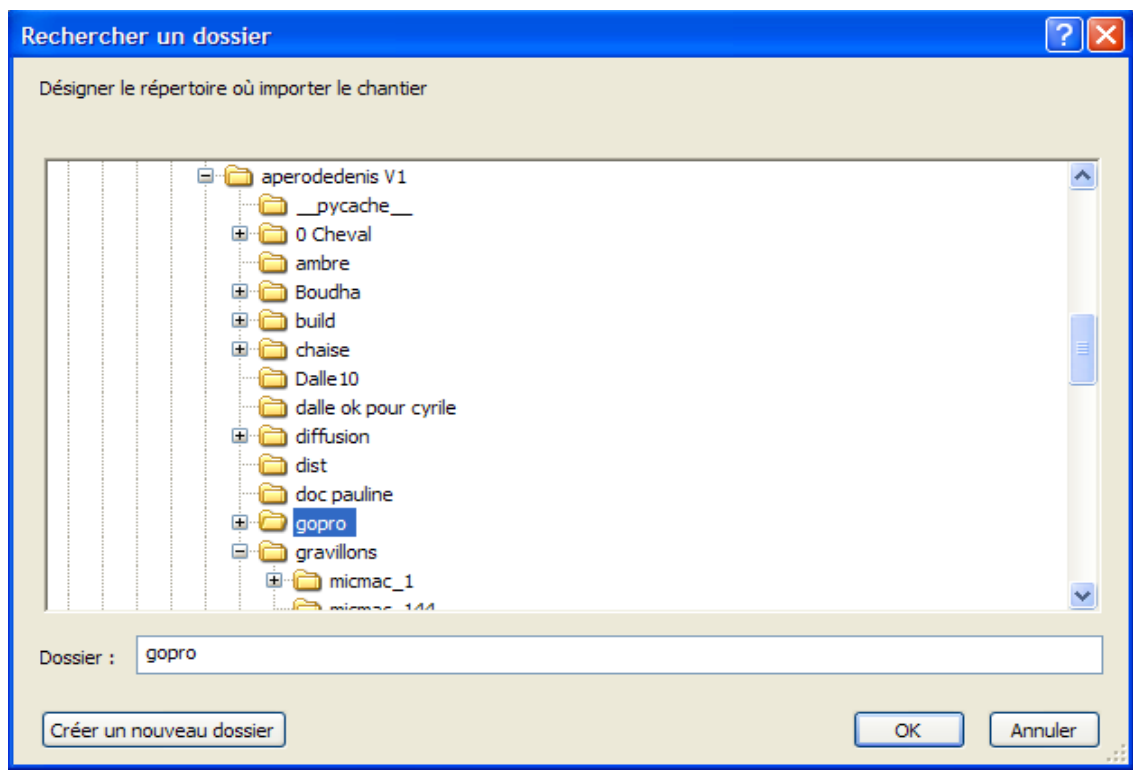 Rechercher un dossier
Désigner le répertoire où importer le chantier
aperodedenis V1
__pycache__
0 Cheval
ambre
Boudha
build
chaise
Dalle10
dalle ok pour cyrile
diffusion
dist
doc pauline
gopro
gravillons
micmac_1
micmac_144
Dossier :
gopro
Créer un nouveau dossier
OK
Annuler